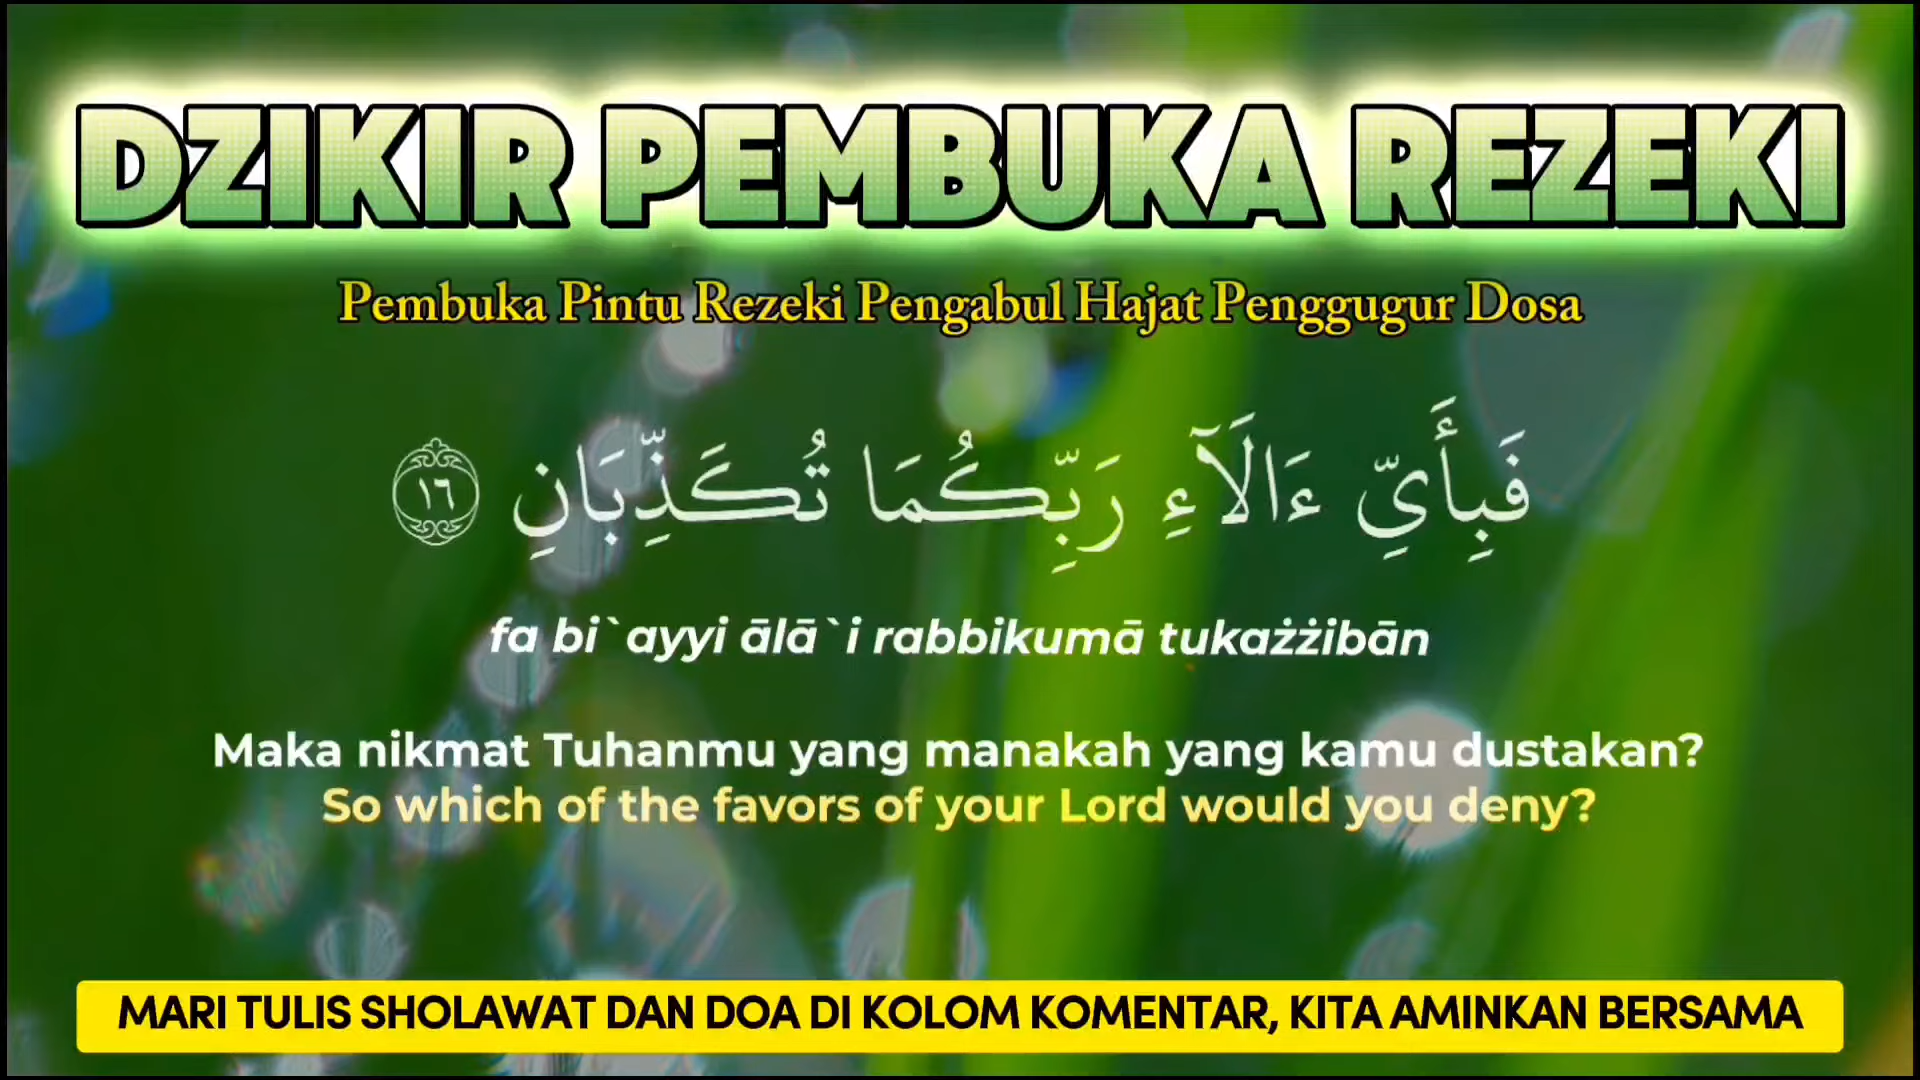 DZIKIR PEMBUKA REZEKI
Pembuka Pintu Rezeki Pengabul Hajat Penggugur Dosa
فَبِأَيِّ ءَالَآءِ رَبِّكُمَا تُكَذِّبَانِ ١٦
fa bi`ayyi ālā`i rabbikumā tukażżibān
Maka nikmat Tuhanmu yang manakah yang kamu dustakan?
So which of the favors of your Lord would you deny?
MARI TULIS SHOLAWAT DAN DOA DI KOLOM KOMENTAR, KITA AMINKAN BERSAMA